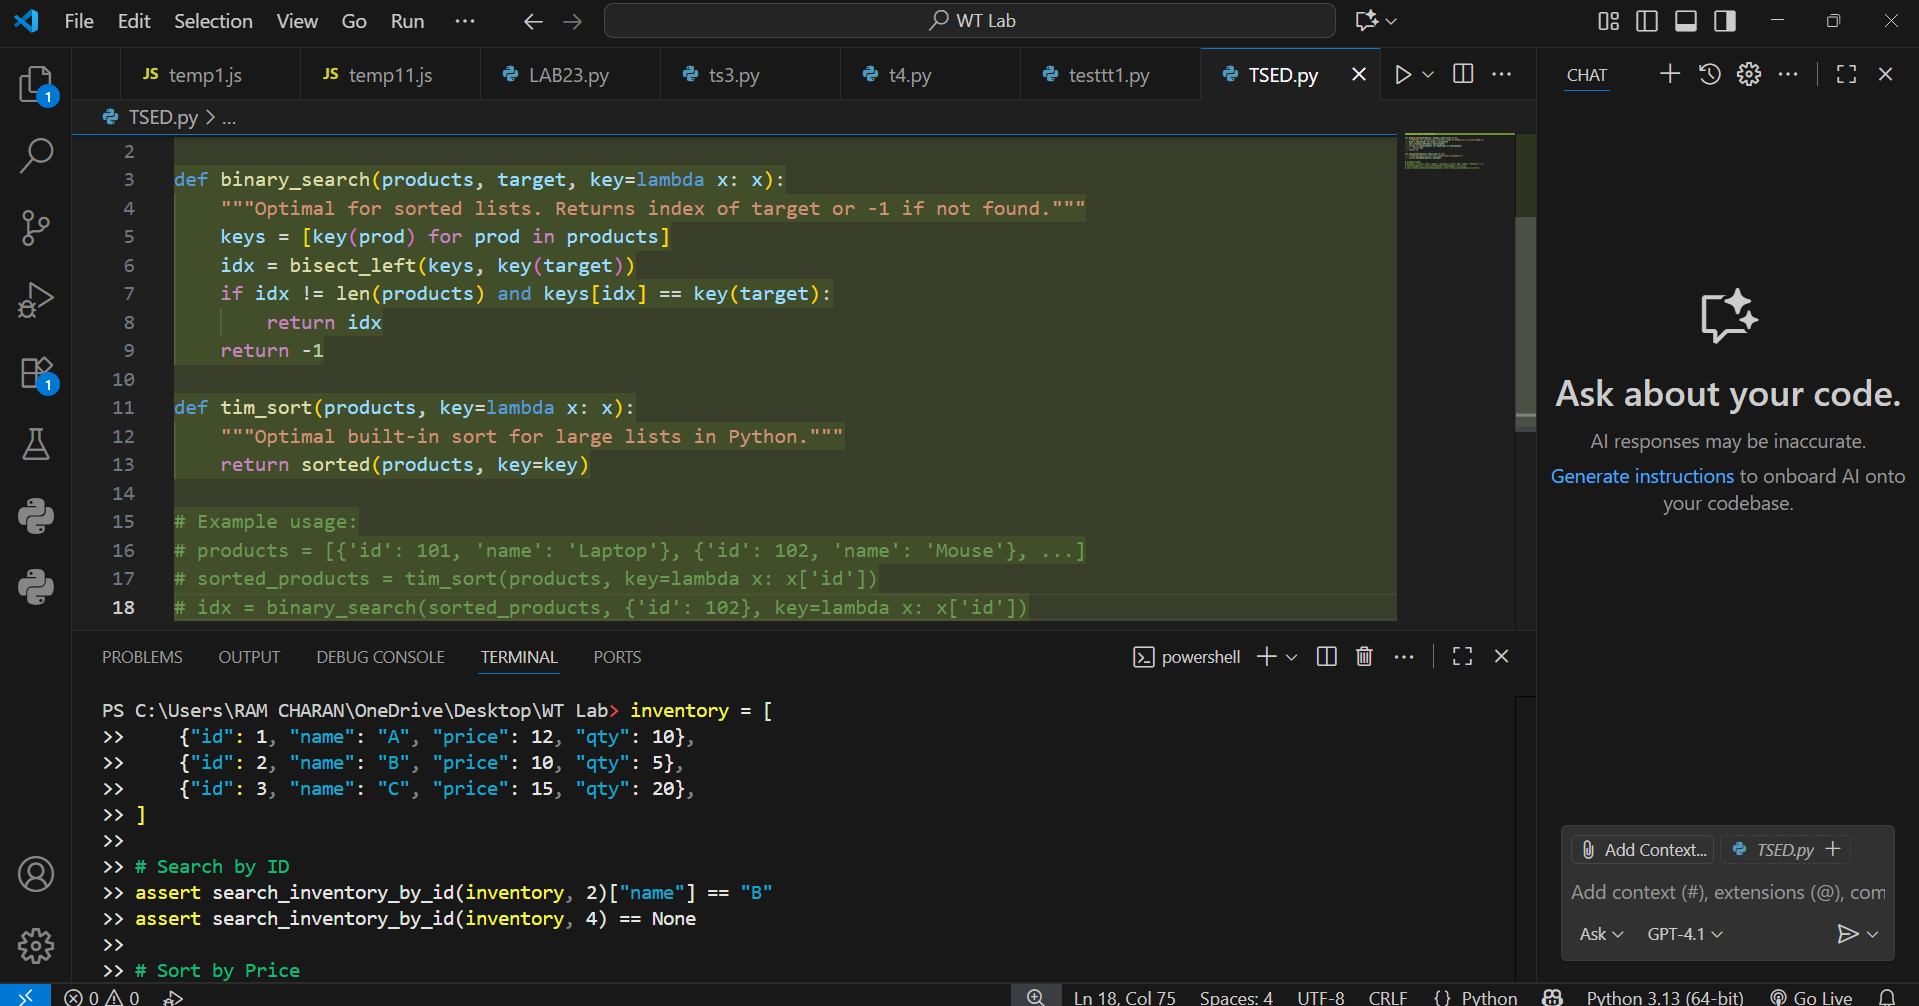 File Edit Selection View Go Run ...
WT Lab
temp1.js
temp11.js
LAB23.py
ts3.py
t4.py
testtt1.py
TSED.py
CHAT
TSED.py > ...
2
3 def binary_search(products, target, key=lambda x: x):
4 """Optimal for sorted lists. Returns index of target or -1 if not found."""
5 keys = [key(prod) for prod in products]
6 idx = bisect_left(keys, key(target))
7 if idx != len(products) and keys[idx] == key(target):
8 return idx
9 return -1
10
11 def tim_sort(products, key=lambda x: x):
12 """Optimal built-in sort for large lists in Python."""
13 return sorted(products, key=key)
14
15 # Example usage:
16 # products = [{'id': 101, 'name': 'Laptop'}, {'id': 102, 'name': 'Mouse'}, ...]
17 # sorted_products = tim_sort(products, key=lambda x: x['id'])
18 # idx = binary_search(sorted_products, {'id': 102}, key=lambda x: x['id'])
PROBLEMS OUTPUT DEBUG CONSOLE TERMINAL PORTS
powershell
PS C:\Users\RAM CHARAN\OneDrive\Desktop\WT Lab> inventory = [
>> {"id": 1, "name": "A", "price": 12, "qty": 10},
>> {"id": 2, "name": "B", "price": 10, "qty": 5},
>> {"id": 3, "name": "C", "price": 15, "qty": 20},
>> ]
>>
>> # Search by ID
>> assert search_inventory_by_id(inventory, 2)["name"] == "B"
>> assert search_inventory_by_id(inventory, 4) == None
>>
>> # Sort by Price
Ask about your code.
AI responses may be inaccurate.
Generate instructions to onboard AI onto
your codebase.
Add Context...
TSED.py
Add context (#), extensions (@), com
Ask
GPT-4.1
1
1
0 0
Ln 18, Col 75 Spaces: 4 UTF-8 CRLF {} Python Python 3.13 (64-bit) Go Live